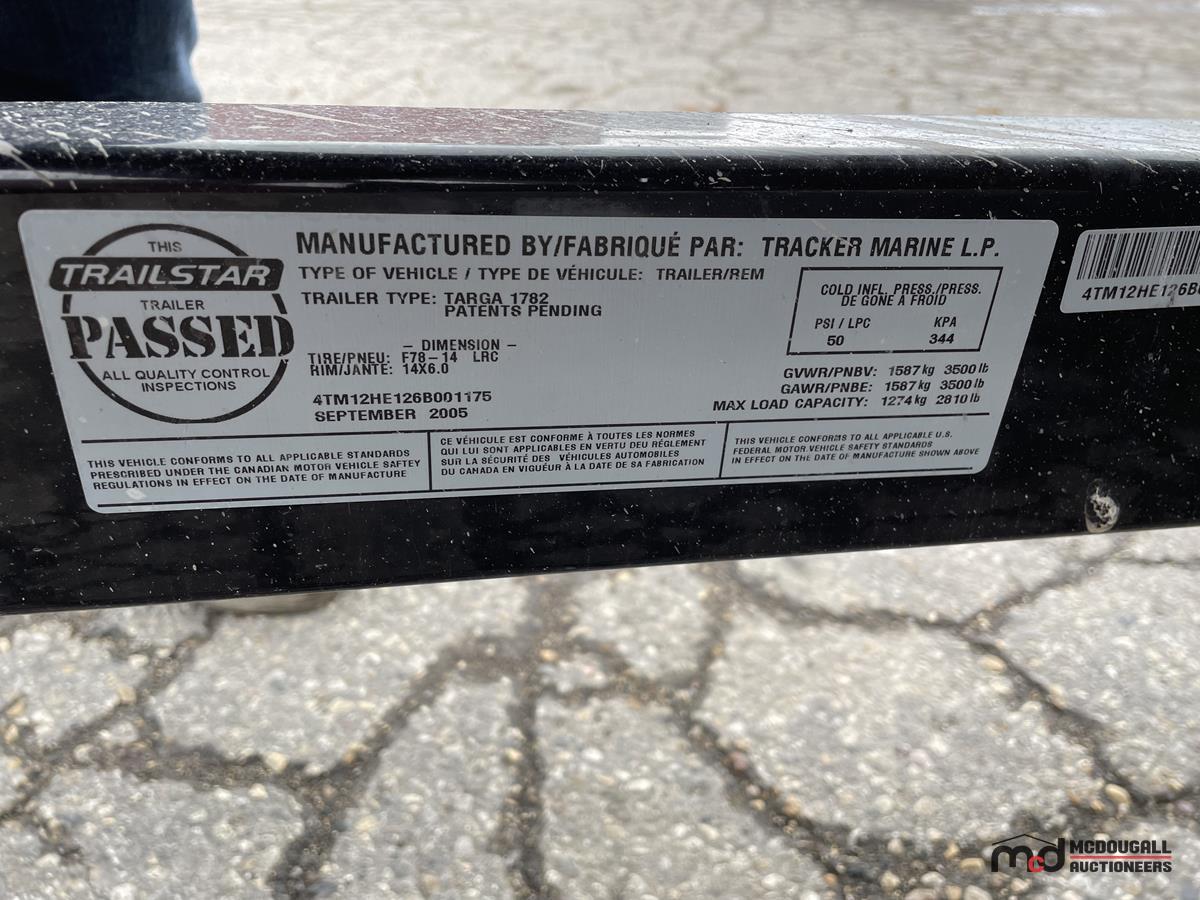 THIS
TRAILSTAR
TRAILER
PASSED
ALL QUALITY CONTROL
INSPECTIONS
MANUFACTURED BY/FABRIQUÉ PAR: TRACKER MARINE L.P.
TYPE OF VEHICLE / TYPE DE VÉHICULE: TRAILER/REM
TRAILER TYPE: TARGA 1782
PATENTS PENDING
– DIMENSION –
TIRE/PNEU: F78–14 LRC
RIM/JANTE: 14X6.0
4TM12HE126B001175
SEPTEMBER 2005
COLD INFL. PRESS./PRESS.
DE GONE À FROID
PSI / LPC KPA
50 344
GVWR/PNBV: 1587 kg 3500 lb
GAWR/PNBE: 1587 kg 3500 lb
MAX LOAD CAPACITY: 1274 kg 2810 lb
THIS VEHICLE CONFORMS TO ALL APPLICABLE STANDARDS
PRESCRIBED UNDER THE CANADIAN MOTOR VEHICLE SAFTEY
REGULATIONS IN EFFECT ON THE DATE OF MANUFACTURE
CE VÉHICULE EST CONFORME À TOUTES LES NORMES
QUI LUI SONT APPLICABLES EN VERTU DEU RÉGLEMENT
SUR LA SÉCURITÉ DES VÉHICULES AUTOMOBILES
DU CANADA EN VIGUEUR À LA DATE DE SA FABRICATION
THIS VEHICLE CONFORMS TO ALL APPLICABLE U.S.
FEDERAL MOTOR VEHICLE SAFETY STANDARDS
IN EFFECT ON THE DATE OF MANUFACTURE SHOWN ABOVE
4TM12HE126B0
mcd MCDOUGALL
AUCTIONEERS